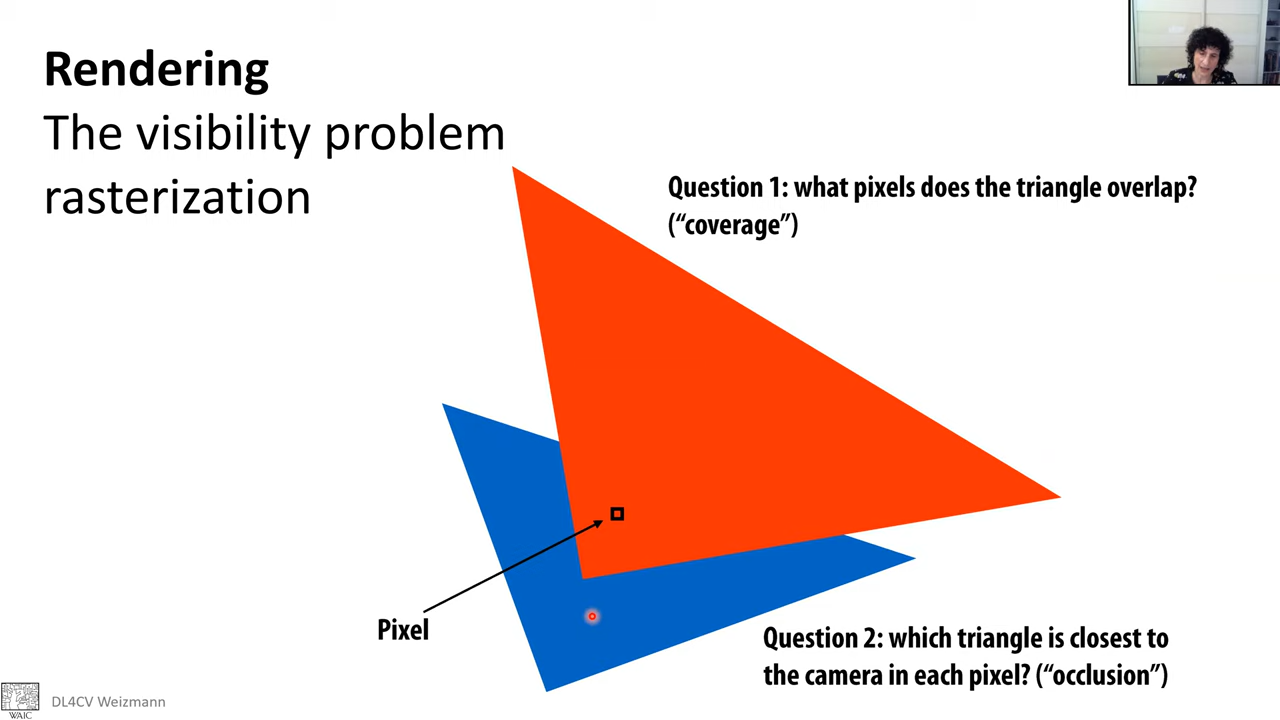 Rendering
The visibility problem
rasterization
Question 1: what pixels does the triangle overlap?
(“coverage”)
Pixel
Question 2: which triangle is closest to
the camera in each pixel? (“occlusion”)
WAIC
DL4CV Weizmann